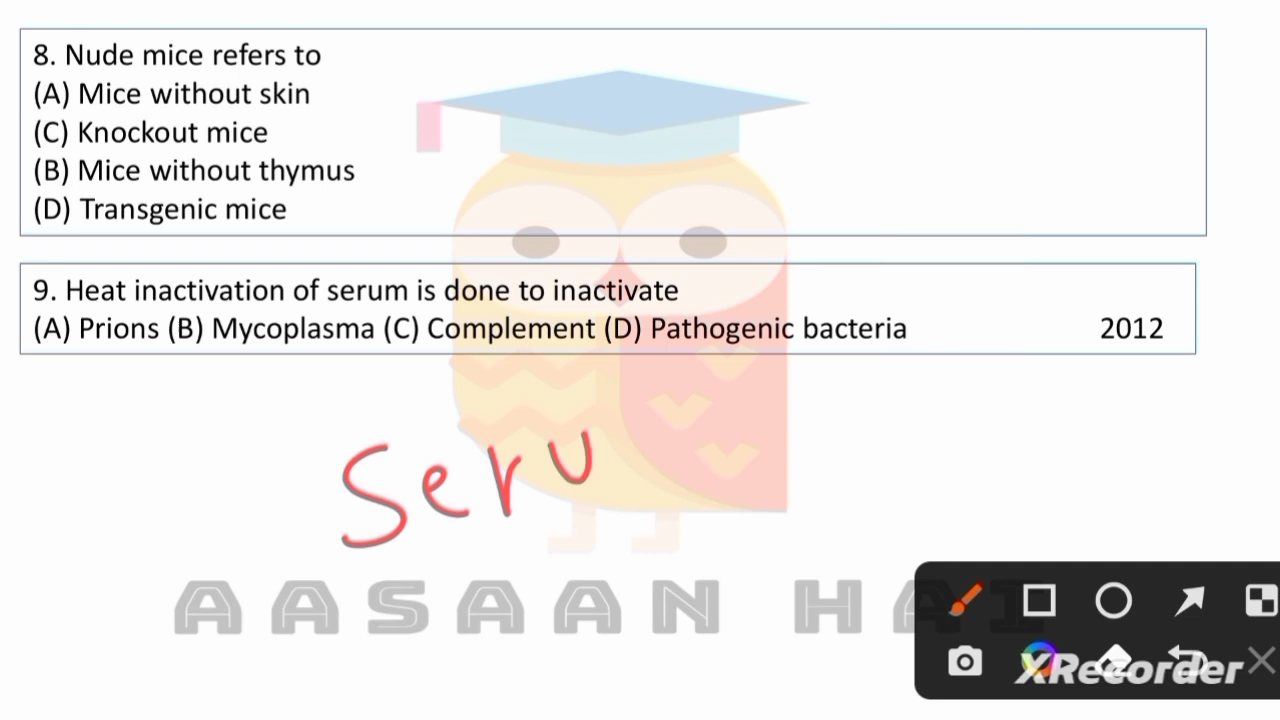 8. Nude mice refers to
(A) Mice without skin
(C) Knockout mice
(B) Mice without thymus
(D) Transgenic mice
9. Heat inactivation of serum is done to inactivate
(A) Prions (B) Mycoplasma (C) Complement (D) Pathogenic bacteria 2012
Seru
AASAAN HAI
XRecorder